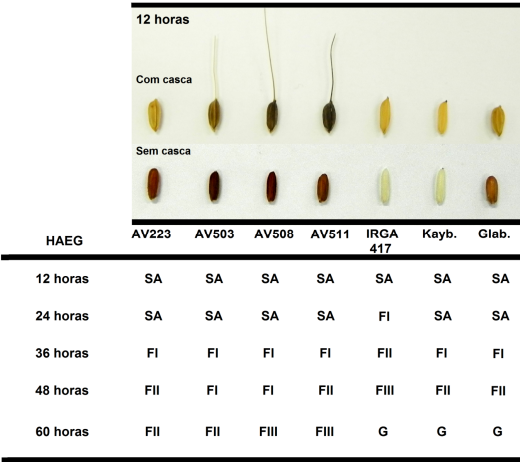 12 horas
Com casca
Sem casca
HAEG AV223 AV503 AV508 AV511 IRGA 417 Kayb. Glab.
12 horas SA SA SA SA SA SA SA
24 horas SA SA SA SA FI SA SA
36 horas FI FI FI FI FII FI FI
48 horas FII FI FI FII FIII FII FII
60 horas FII FII FIII FIII G G G